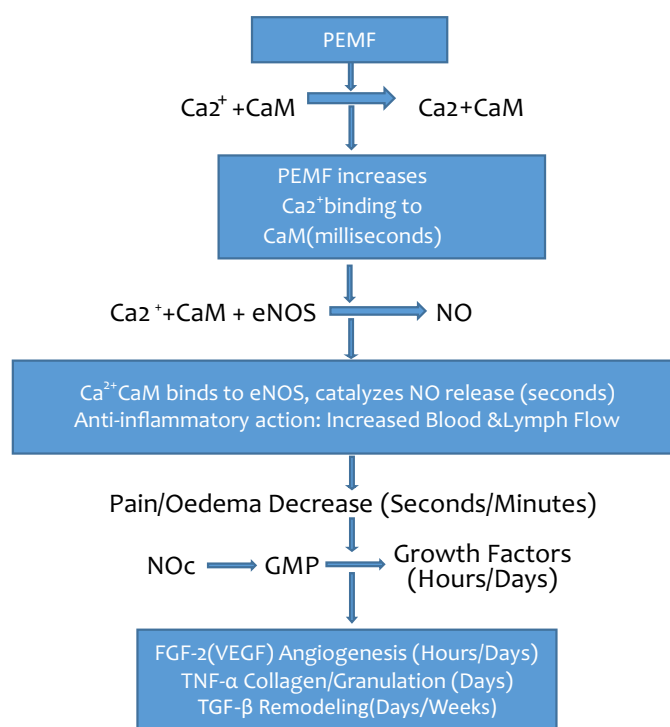 PEMF
Ca2⁺ +CaM Ca2+CaM
PEMF increases
Ca2⁺binding to
CaM(milliseconds)
Ca2 ⁺+CaM + eNOS NO
Ca²⁺CaM binds to eNOS, catalyzes NO release (seconds)
Anti-inflammatory action: Increased Blood &Lymph Flow
Pain/Oedema Decrease (Seconds/Minutes)
NOc GMP Growth Factors
(Hours/Days)
FGF-2(VEGF) Angiogenesis (Hours/Days)
TNF-α Collagen/Granulation (Days)
TGF-β Remodeling(Days/Weeks)